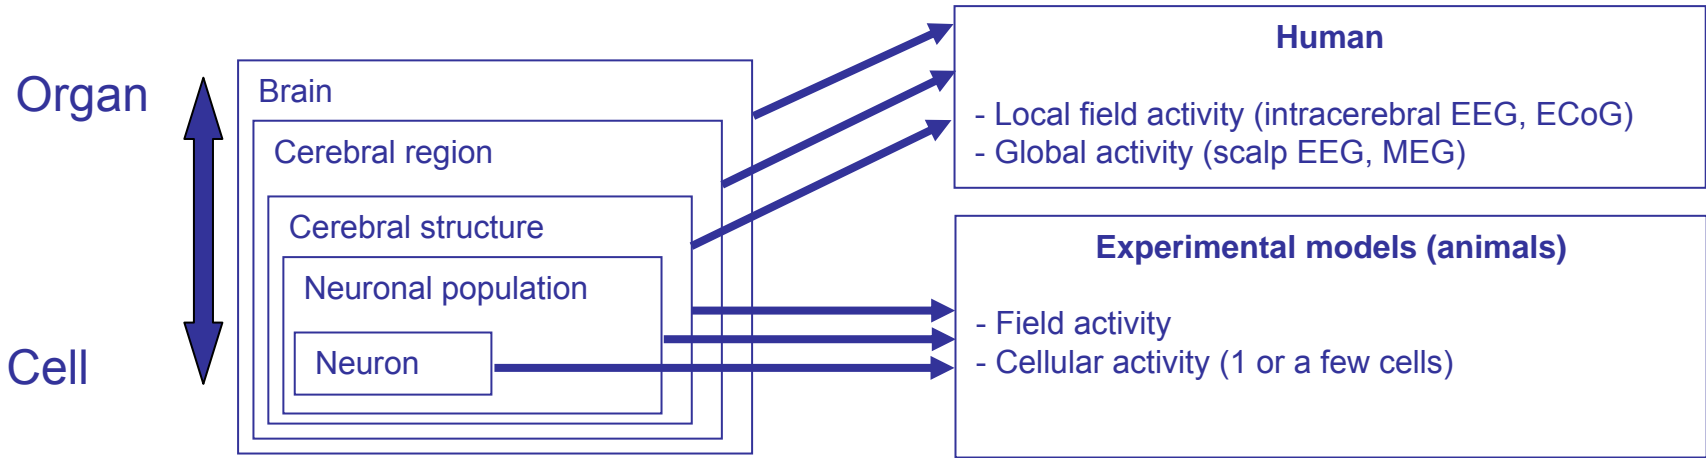 Organ
Cell
Brain
Cerebral region
Cerebral structure
Neuronal population
Neuron
Human
- Local field activity (intracerebral EEG, ECoG)
- Global activity (scalp EEG, MEG)
Experimental models (animals)
- Field activity
- Cellular activity (1 or a few cells)